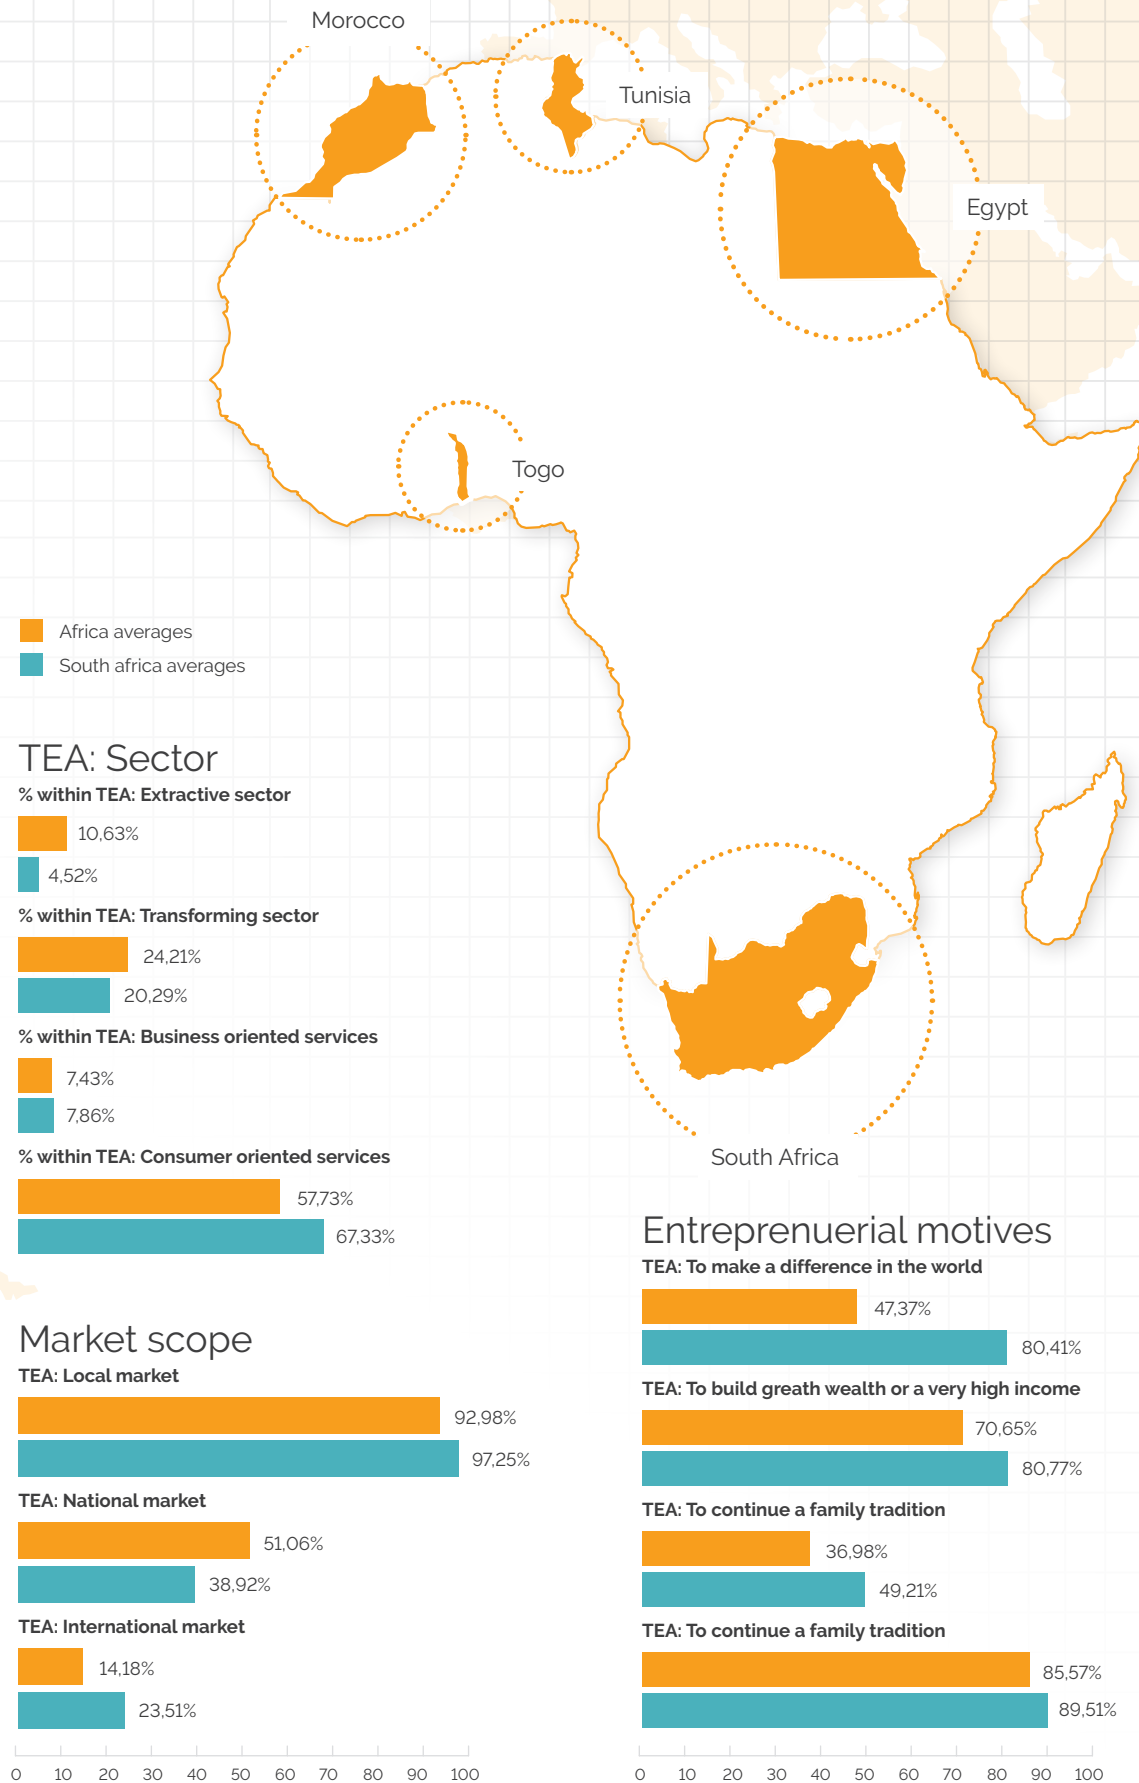 Morocco
Tunisia
Egypt
Togo
Africa averages
South africa averages
TEA: Sector
% within TEA: Extractive sector
10,63%
4,52%
% within TEA: Transforming sector
24,21%
20,29%
% within TEA: Business oriented services
7,43%
7,86%
% within TEA: Consumer oriented services
57,73%
67,33%
South Africa
Market scope
TEA: Local market
92,98%
97,25%
TEA: National market
51,06%
38,92%
TEA: International market
14,18%
23,51%
0 10 20 30 40 50 60 70 80 90 100
Entreprenuerial motives
TEA: To make a difference in the world
47,37%
80,41%
TEA: To build greath wealth or a very high income
70,65%
80,77%
TEA: To continue a family tradition
36,98%
49,21%
TEA: To continue a family tradition
85,57%
89,51%
0 10 20 30 40 50 60 70 80 90 100